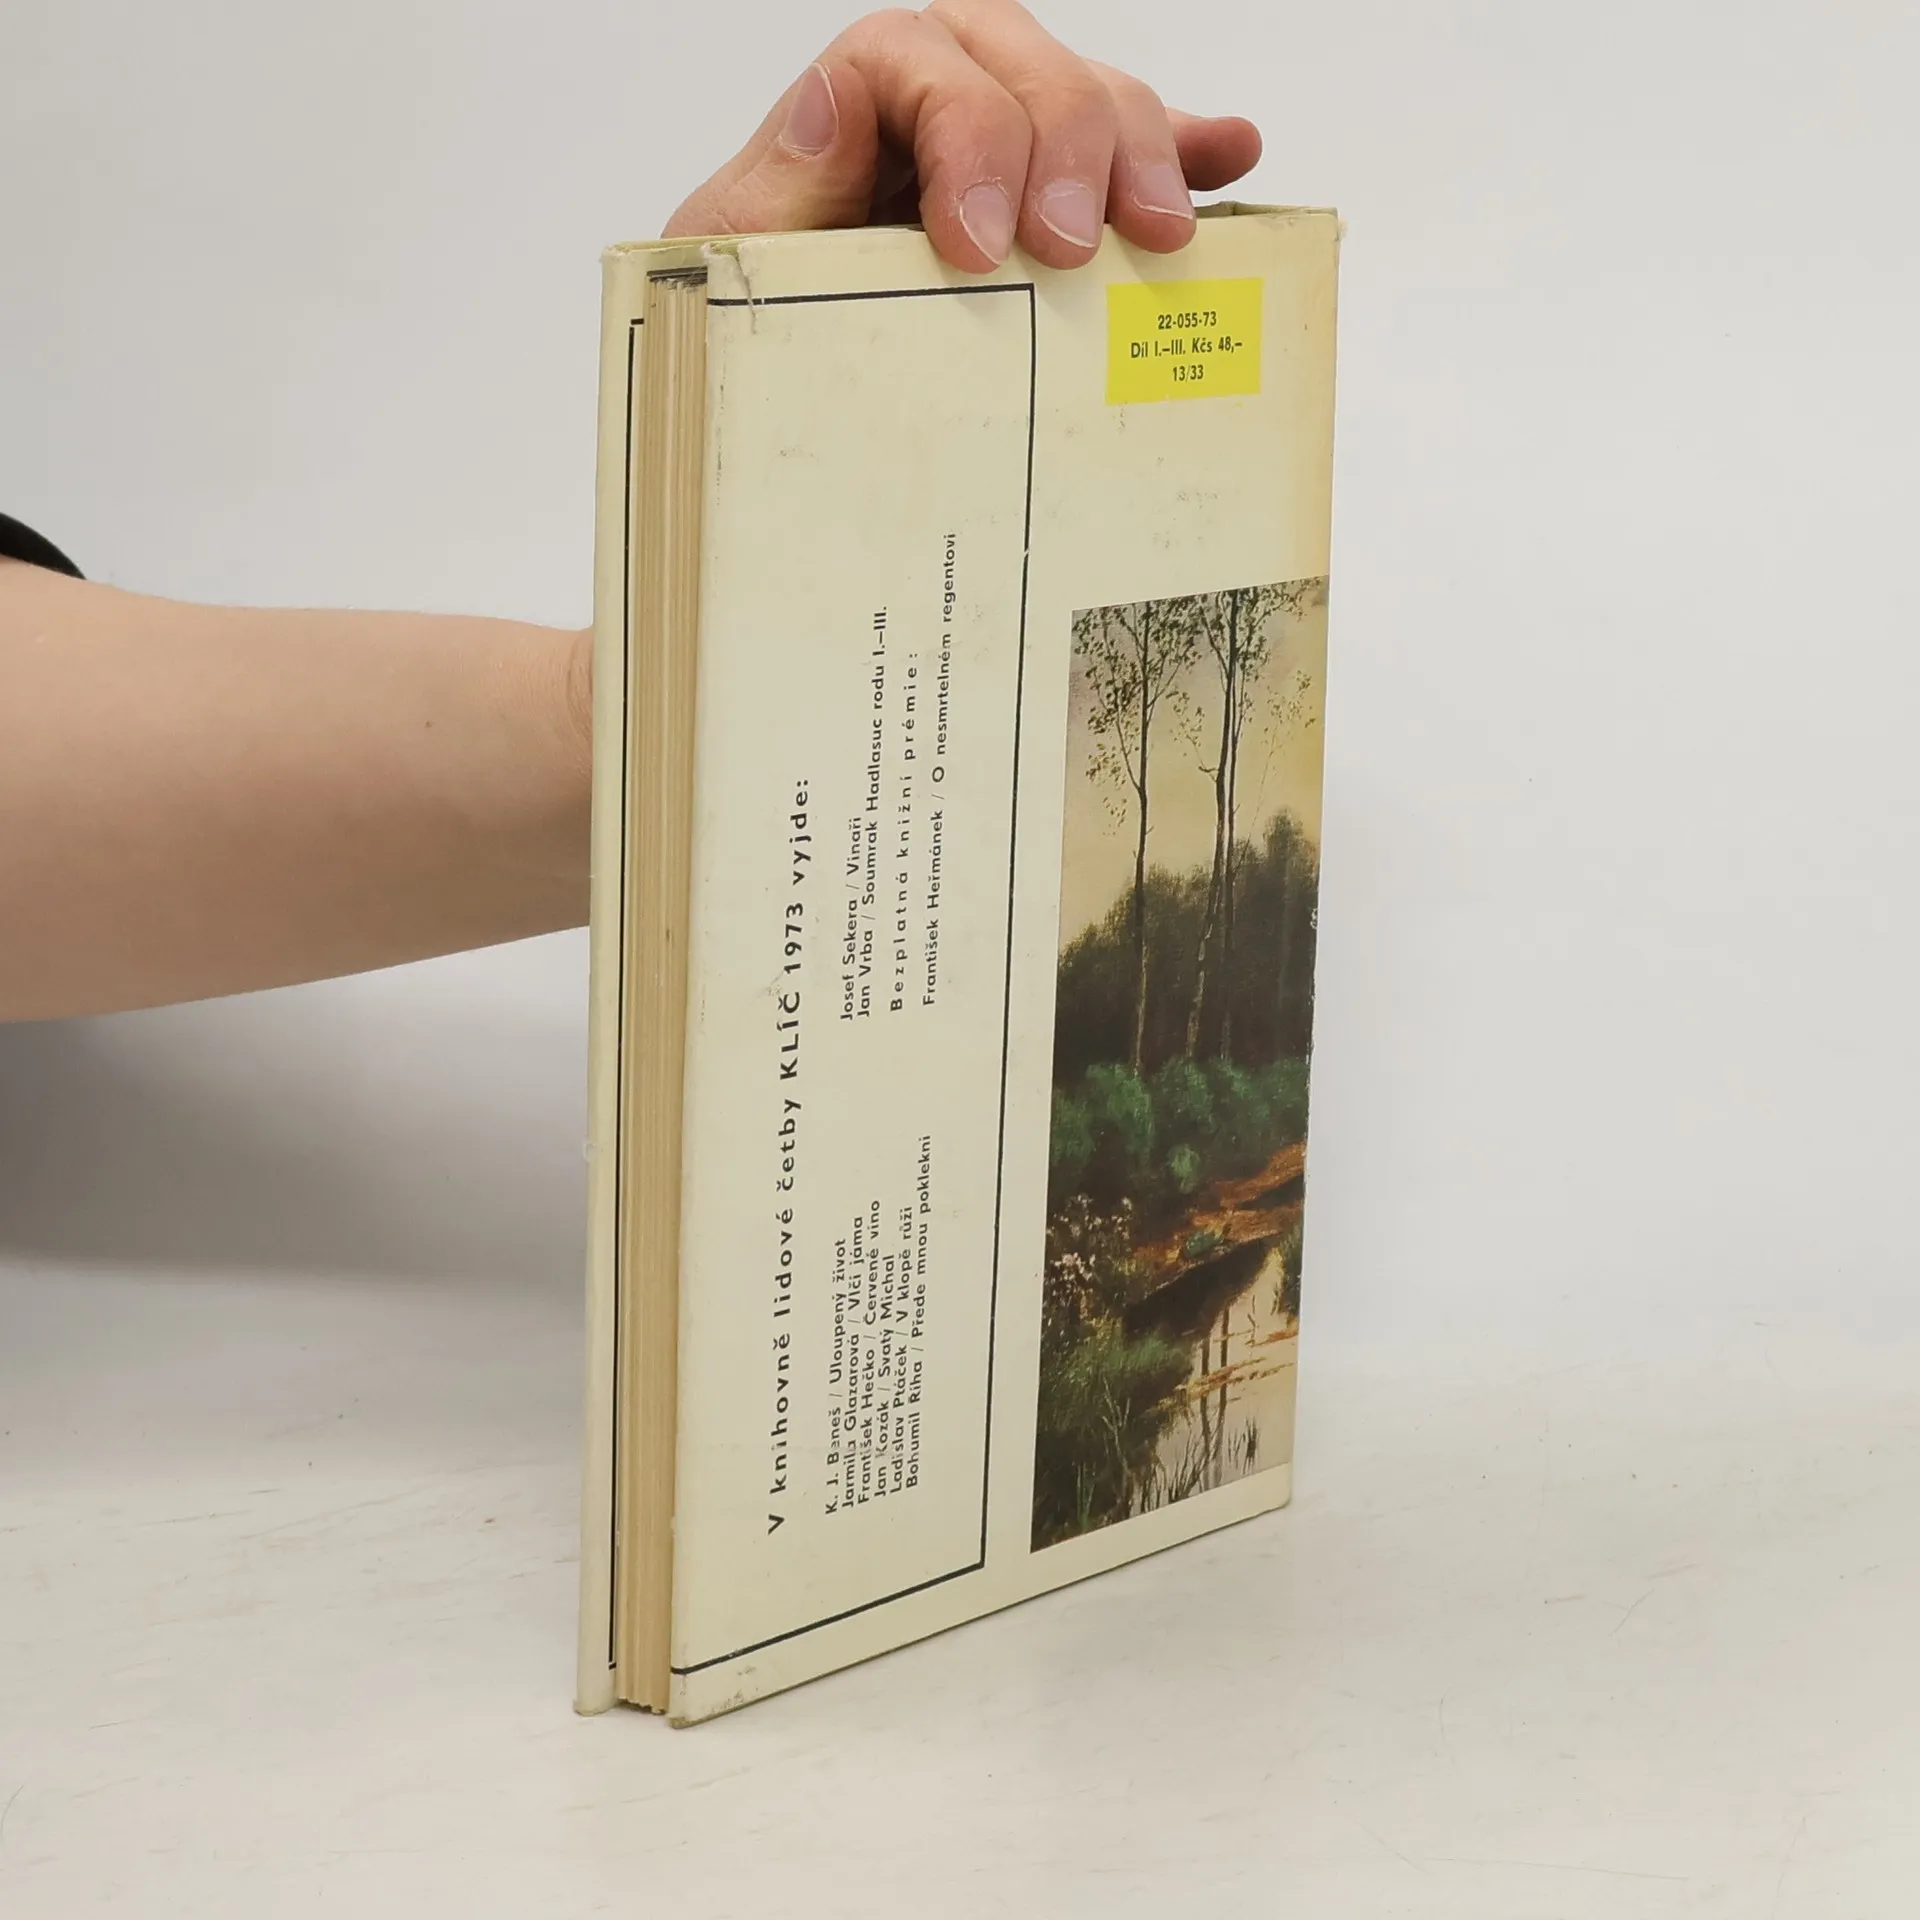 22-055-73
Díl I.–III. Kčs 48,–
13/33
V knihovně lidové četby KLÍČ 1973 vyjde:
K. J. Beneš / Uloupený život
Jarmila Glazarová / Vlčí jáma
František Hečko / Červené víno
Jan Kozák / Svatý Michal
Ladislav Ptáček / V klopě růži
Bohumil Říha / Přede mnou poklekni
Josef Sekera / Vinaři
Jan Vrba / Soumrak Hadlasuc rodu I.–III.
Bezplatná knižní prémie:
František Heřmánek / O nesmrtelném regentovi